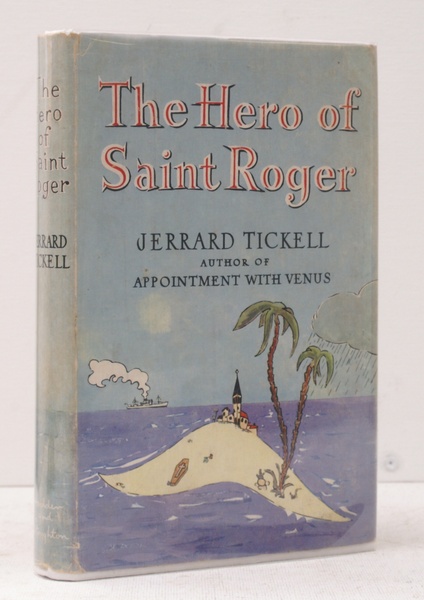 The Hero of
Saint Roger
JERRARD TICKELL
AUTHOR OF
APPOINTMENT WITH VENUS
The
Hero
of
Saint
Roger
JERRARD
TICKELL